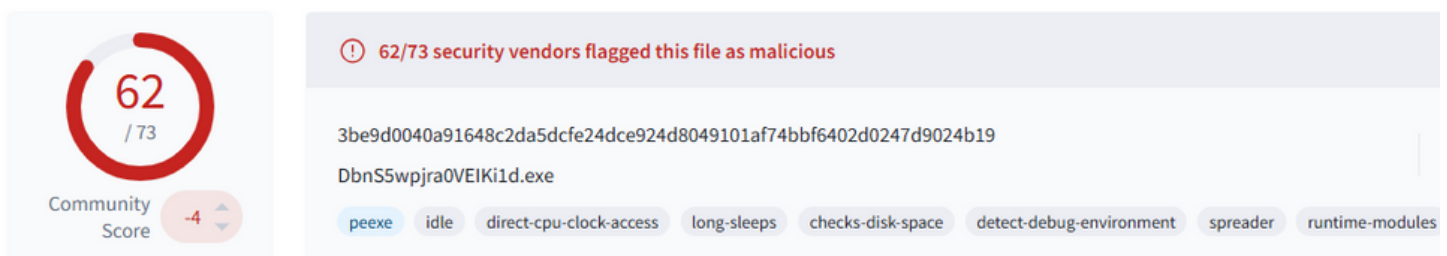 62
/ 73
Community
Score
-4
62/73 security vendors flagged this file as malicious
3be9d0040a91648c2da5dcfe24dce924d8049101af74bbf6402d0247d9024b19
DbnS5wpjra0VEIKi1d.exe
peexe idle direct-cpu-clock-access long-sleeps checks-disk-space detect-debug-environment spreader runtime-modules